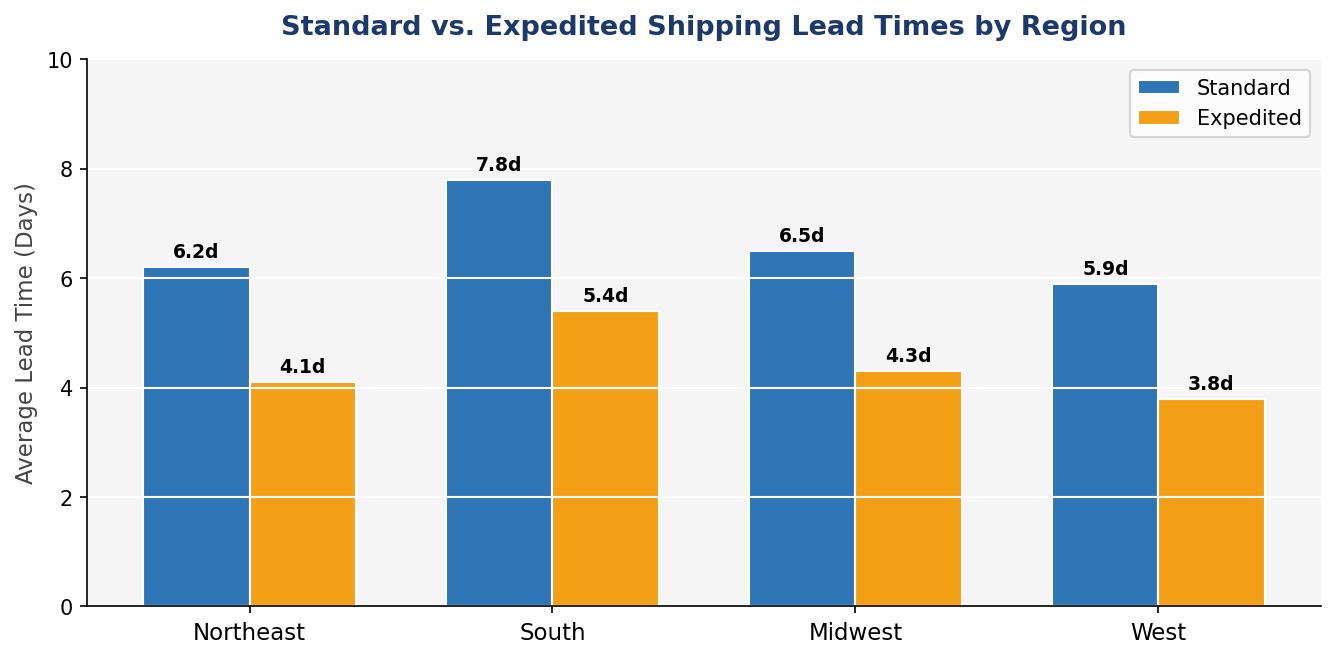 Standard vs. Expedited Shipping Lead Times by Region
Average Lead Time (Days)
10
8
6
4
2
0
Standard
Expedited
6.2d
4.1d
7.8d
5.4d
6.5d
4.3d
5.9d
3.8d
Northeast
South
Midwest
West